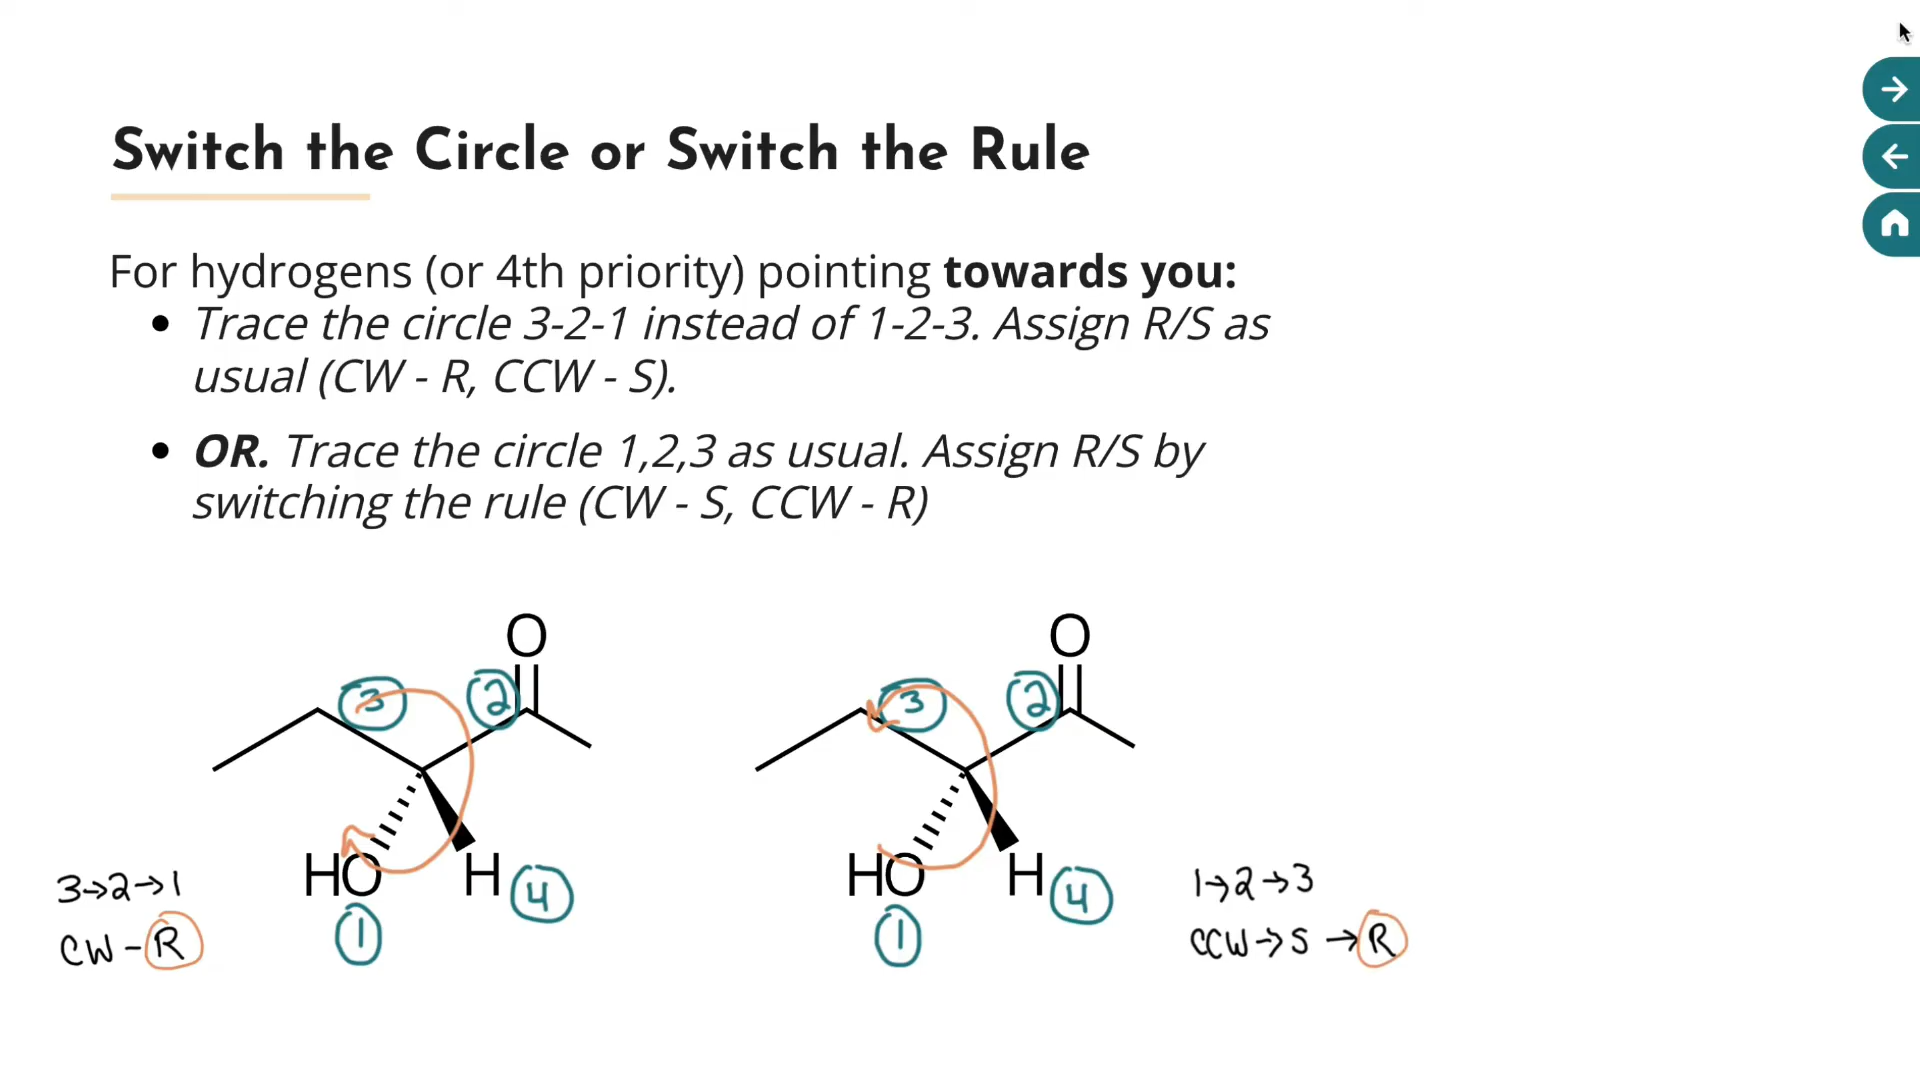 Switch the Circle or Switch the Rule
For hydrogens (or 4th priority) pointing towards you:
• Trace the circle 3-2-1 instead of 1-2-3. Assign R/S as
usual (CW - R, CCW - S).
• OR. Trace the circle 1,2,3 as usual. Assign R/S by
switching the rule (CW - S, CCW - R)
O
3
2
HO
H
4
1
3→2→1
CW - R
O
3
2
HO
H
4
1
1→2→3
CCW→S→R